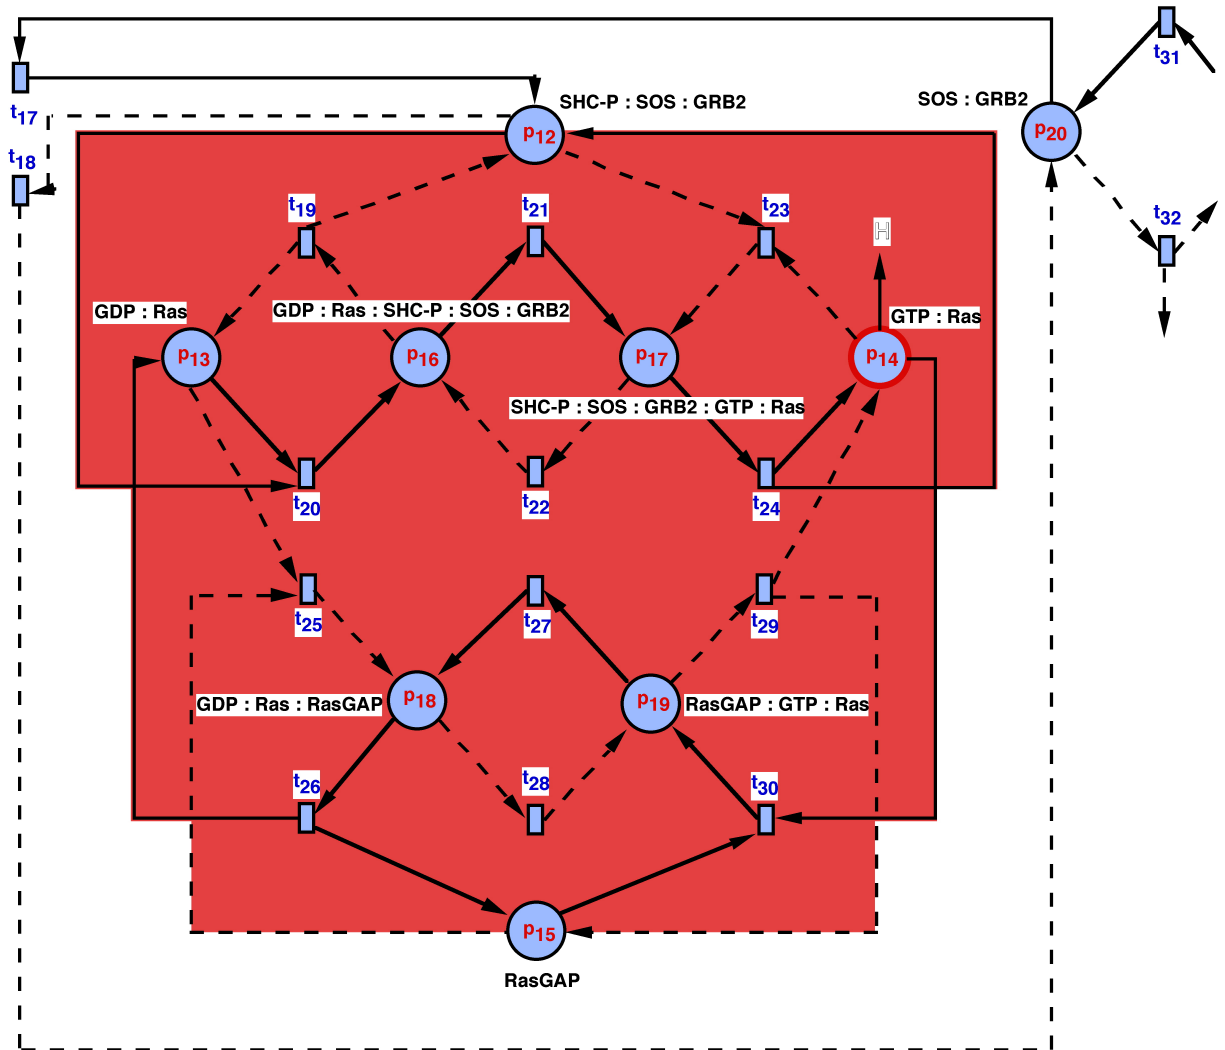 t31
SHC-P : SOS : GRB2
SOS : GRB2
t17
p12
p20
t18
t19
t21
t23
t32
H
GDP : Ras
GDP : Ras : SHC-P : SOS : GRB2
GTP : Ras
p13
p16
p17
p14
SHC-P : SOS : GRB2 : GTP : Ras
t20
t22
t24
t25
t27
t29
GDP : Ras : RasGAP
p18
p19
RasGAP : GTP : Ras
t26
t28
t30
p15
RasGAP